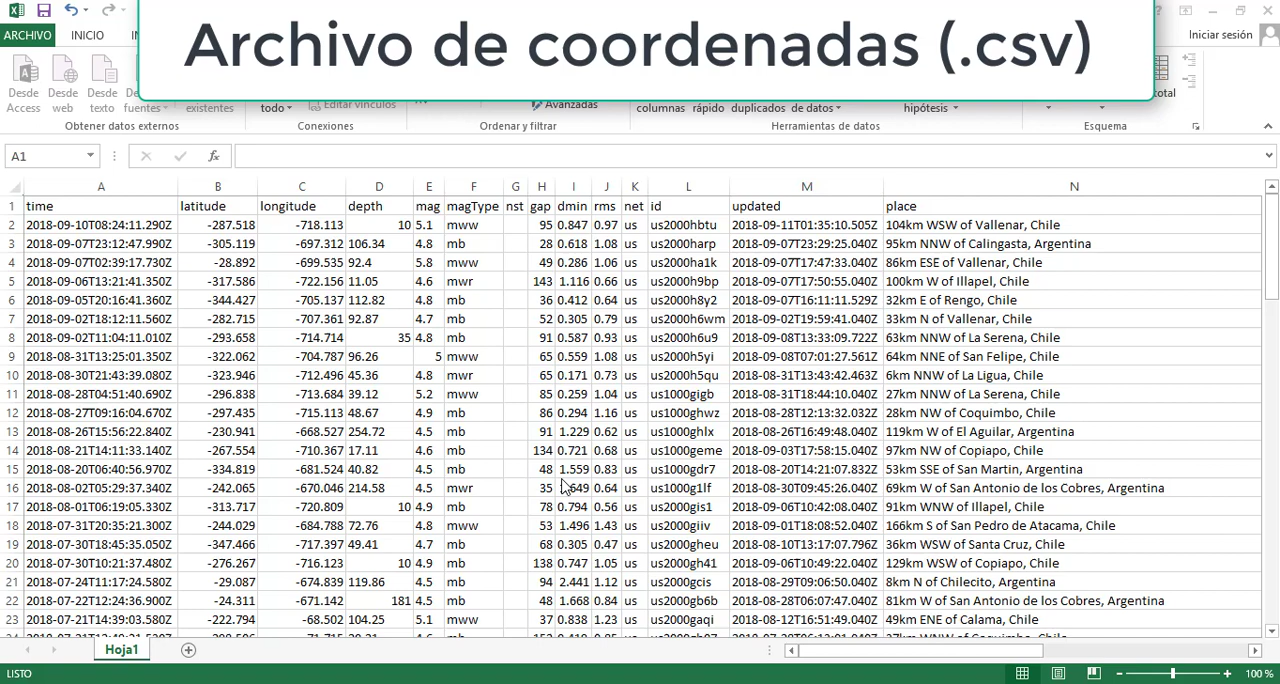 Archivo de coordenadas (.csv)
ARCHIVO INICIO
Iniciar sesión
Desde Access Desde web Desde texto fuentes existentes
todo Editar vínculos Avanzadas
columnas rápido duplicados de datos hipótesis
Obtener datos externos Conexiones Ordenar y filtrar Herramientas de datos Esquema
A1 fx
A B C D E F G H I J K L M N
1 time latitude longitude depth mag magType nst gap dmin rms net id updated place
2 2018-09-10T08:24:11.290Z -287.518 -718.113 10 5.1 mww 95 0.847 0.97 us us2000hbtu 2018-09-11T01:35:10.505Z 104km WSW of Vallenar, Chile
3 2018-09-07T23:12:47.990Z -305.119 -697.312 106.34 4.8 mb 28 0.618 1.08 us us2000harp 2018-09-07T23:29:25.040Z 95km NNW of Calingasta, Argentina
4 2018-09-07T02:39:17.730Z -28.892 -699.535 92.4 5.8 mww 49 0.286 1.06 us us2000ha1k 2018-09-07T17:47:33.040Z 86km ESE of Vallenar, Chile
5 2018-09-06T13:21:41.350Z -317.586 -722.156 11.05 4.6 mwr 143 1.116 0.66 us us2000h9bp 2018-09-07T17:50:55.040Z 100km W of Illapel, Chile
6 2018-09-05T20:16:41.360Z -344.427 -705.137 112.82 4.8 mb 36 0.412 0.64 us us2000h8y2 2018-09-07T16:11:11.529Z 32km E of Rengo, Chile
7 2018-09-02T18:12:11.560Z -282.715 -707.361 92.87 4.7 mb 52 0.305 0.79 us us2000h6wm 2018-09-02T19:59:41.040Z 33km N of Vallenar, Chile
8 2018-09-02T11:04:11.010Z -293.658 -714.714 35 4.8 mb 91 0.587 0.93 us us2000h6u9 2018-09-08T13:33:09.722Z 63km NNW of La Serena, Chile
9 2018-08-31T13:25:01.350Z -322.062 -704.787 96.26 5 mww 65 0.559 1.08 us us2000h5yi 2018-09-08T07:01:27.561Z 64km NNE of San Felipe, Chile
10 2018-08-30T21:43:39.080Z -323.946 -712.496 45.36 4.8 mwr 65 0.171 0.73 us us2000h5qu 2018-08-31T13:43:42.463Z 6km NNW of La Ligua, Chile
11 2018-08-28T04:51:40.690Z -296.838 -713.684 39.12 5.2 mww 85 0.259 1.04 us us1000gigb 2018-08-31T18:44:10.040Z 27km NNW of La Serena, Chile
12 2018-08-27T09:16:04.670Z -297.435 -715.113 48.67 4.9 mb 86 0.294 1.16 us us1000ghwz 2018-08-28T12:13:32.032Z 28km NW of Coquimbo, Chile
13 2018-08-26T15:56:22.840Z -230.941 -668.527 254.72 4.5 mb 91 1.229 0.62 us us1000ghlx 2018-08-26T16:49:48.040Z 119km W of El Aguilar, Argentina
14 2018-08-21T14:11:33.140Z -267.554 -710.367 17.11 4.6 mb 134 0.721 0.68 us us1000geme 2018-09-03T17:58:15.040Z 97km NW of Copiapo, Chile
15 2018-08-20T06:40:56.970Z -334.819 -681.524 40.82 4.5 mb 48 1.559 0.83 us us1000gdr7 2018-08-20T14:21:07.832Z 53km SSE of San Martin, Argentina
16 2018-08-02T05:29:37.340Z -242.065 -670.046 214.58 4.5 mwr 35 649 0.64 us us1000g1lf 2018-08-30T09:45:26.040Z 69km W of San Antonio de los Cobres, Argentina
17 2018-08-01T06:19:05.330Z -313.717 -720.809 10 4.9 mb 78 0.794 0.56 us us2000gis1 2018-09-06T10:42:08.040Z 91km WNW of Illapel, Chile
18 2018-07-31T20:35:21.300Z -244.029 -684.788 72.76 4.8 mww 53 1.496 1.43 us us2000giiv 2018-09-01T18:08:52.040Z 166km S of San Pedro de Atacama, Chile
19 2018-07-30T18:45:35.050Z -347.466 -717.397 49.41 4.7 mb 68 0.305 0.47 us us2000gheu 2018-08-10T13:17:07.796Z 36km WSW of Santa Cruz, Chile
20 2018-07-30T10:21:37.480Z -276.267 -716.123 10 4.9 mb 138 0.747 1.05 us us2000gh41 2018-09-06T10:49:22.040Z 129km WSW of Copiapo, Chile
21 2018-07-24T11:17:24.580Z -29.087 -674.839 119.86 4.5 mb 94 2.441 1.12 us us2000gcis 2018-08-29T09:06:50.040Z 8km N of Chilecito, Argentina
22 2018-07-22T12:24:36.900Z -24.311 -671.142 181 4.5 mb 48 1.668 0.84 us us2000gb6b 2018-08-28T06:07:47.040Z 81km W of San Antonio de los Cobres, Argentina
23 2018-07-21T14:39:03.580Z -222.794 -68.502 104.25 5.1 mww 37 0.838 1.23 us us2000gaqi 2018-08-12T16:51:49.040Z 49km ENE of Calama, Chile
Hoja1
LISTO 100 %